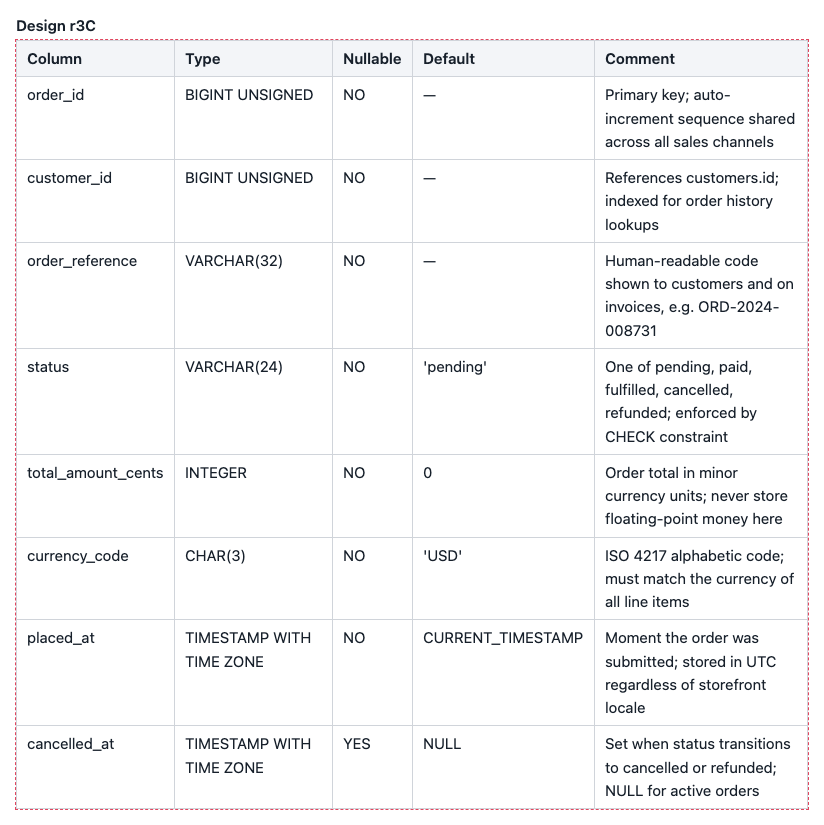 Design r3C
Column Type Nullable Default Comment
order_id BIGINT UNSIGNED NO — Primary key; auto-
increment sequence shared
across all sales channels
customer_id BIGINT UNSIGNED NO — References customers.id;
indexed for order history
lookups
order_reference VARCHAR(32) NO — Human-readable code
shown to customers and on
invoices, e.g. ORD-2024-
008731
status VARCHAR(24) NO 'pending' One of pending, paid,
fulfilled, cancelled,
refunded; enforced by
CHECK constraint
total_amount_cents INTEGER NO 0 Order total in minor
currency units; never store
floating-point money here
currency_code CHAR(3) NO 'USD' ISO 4217 alphabetic code;
must match the currency of
all line items
placed_at TIMESTAMP WITH NO CURRENT_TIMESTAMP Moment the order was
TIME ZONE submitted; stored in UTC
regardless of storefront
locale
cancelled_at TIMESTAMP WITH YES NULL Set when status transitions
TIME ZONE to cancelled or refunded;
NULL for active orders